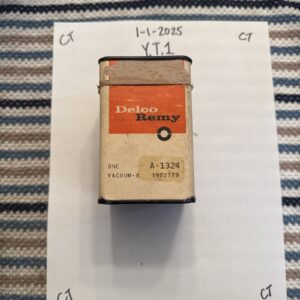 CT 1-1-2025 CT
Y.T.1
Delco
Remy
ONE A-1324
VACUUM-K 1972179
CT CT